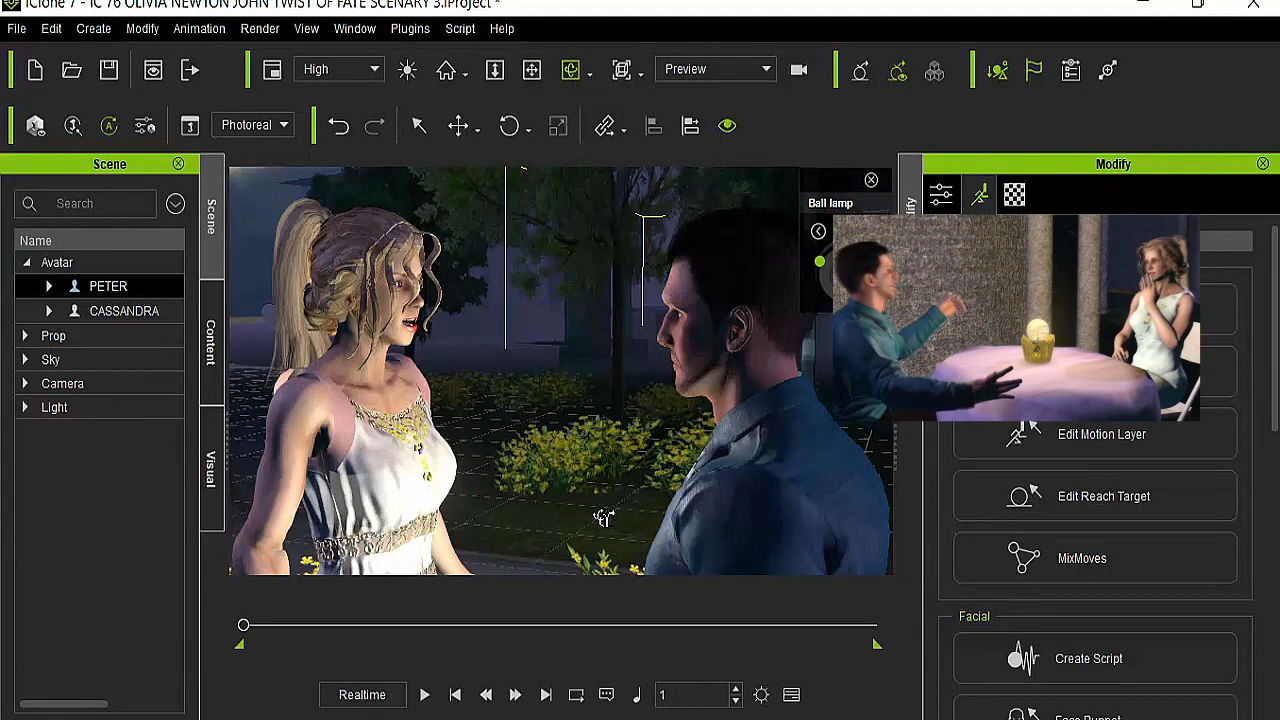 iClone 7 - IC 76 OLIVIA NEWTON JOHN TWIST OF FATE SCENARY 3.iProject *
File Edit Create Modify Animation Render View Window Plugins Script Help
High Preview
Photoreal
Scene
Search
Name
Avatar
PETER
CASSANDRA
Prop
Sky
Camera
Light
Scene
Content
Visual
Ball lamp
Modify
Edit Motion Layer
Edit Reach Target
MixMoves
Facial
Create Script
Face Puppet
Realtime
1